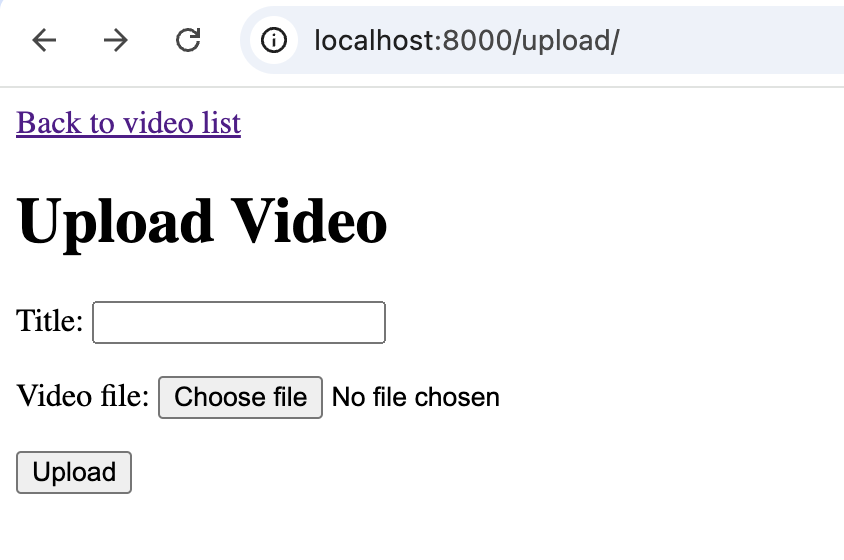 localhost:8000/upload/
Back to video list
Upload Video
Title:
Video file: Choose file No file chosen
Upload